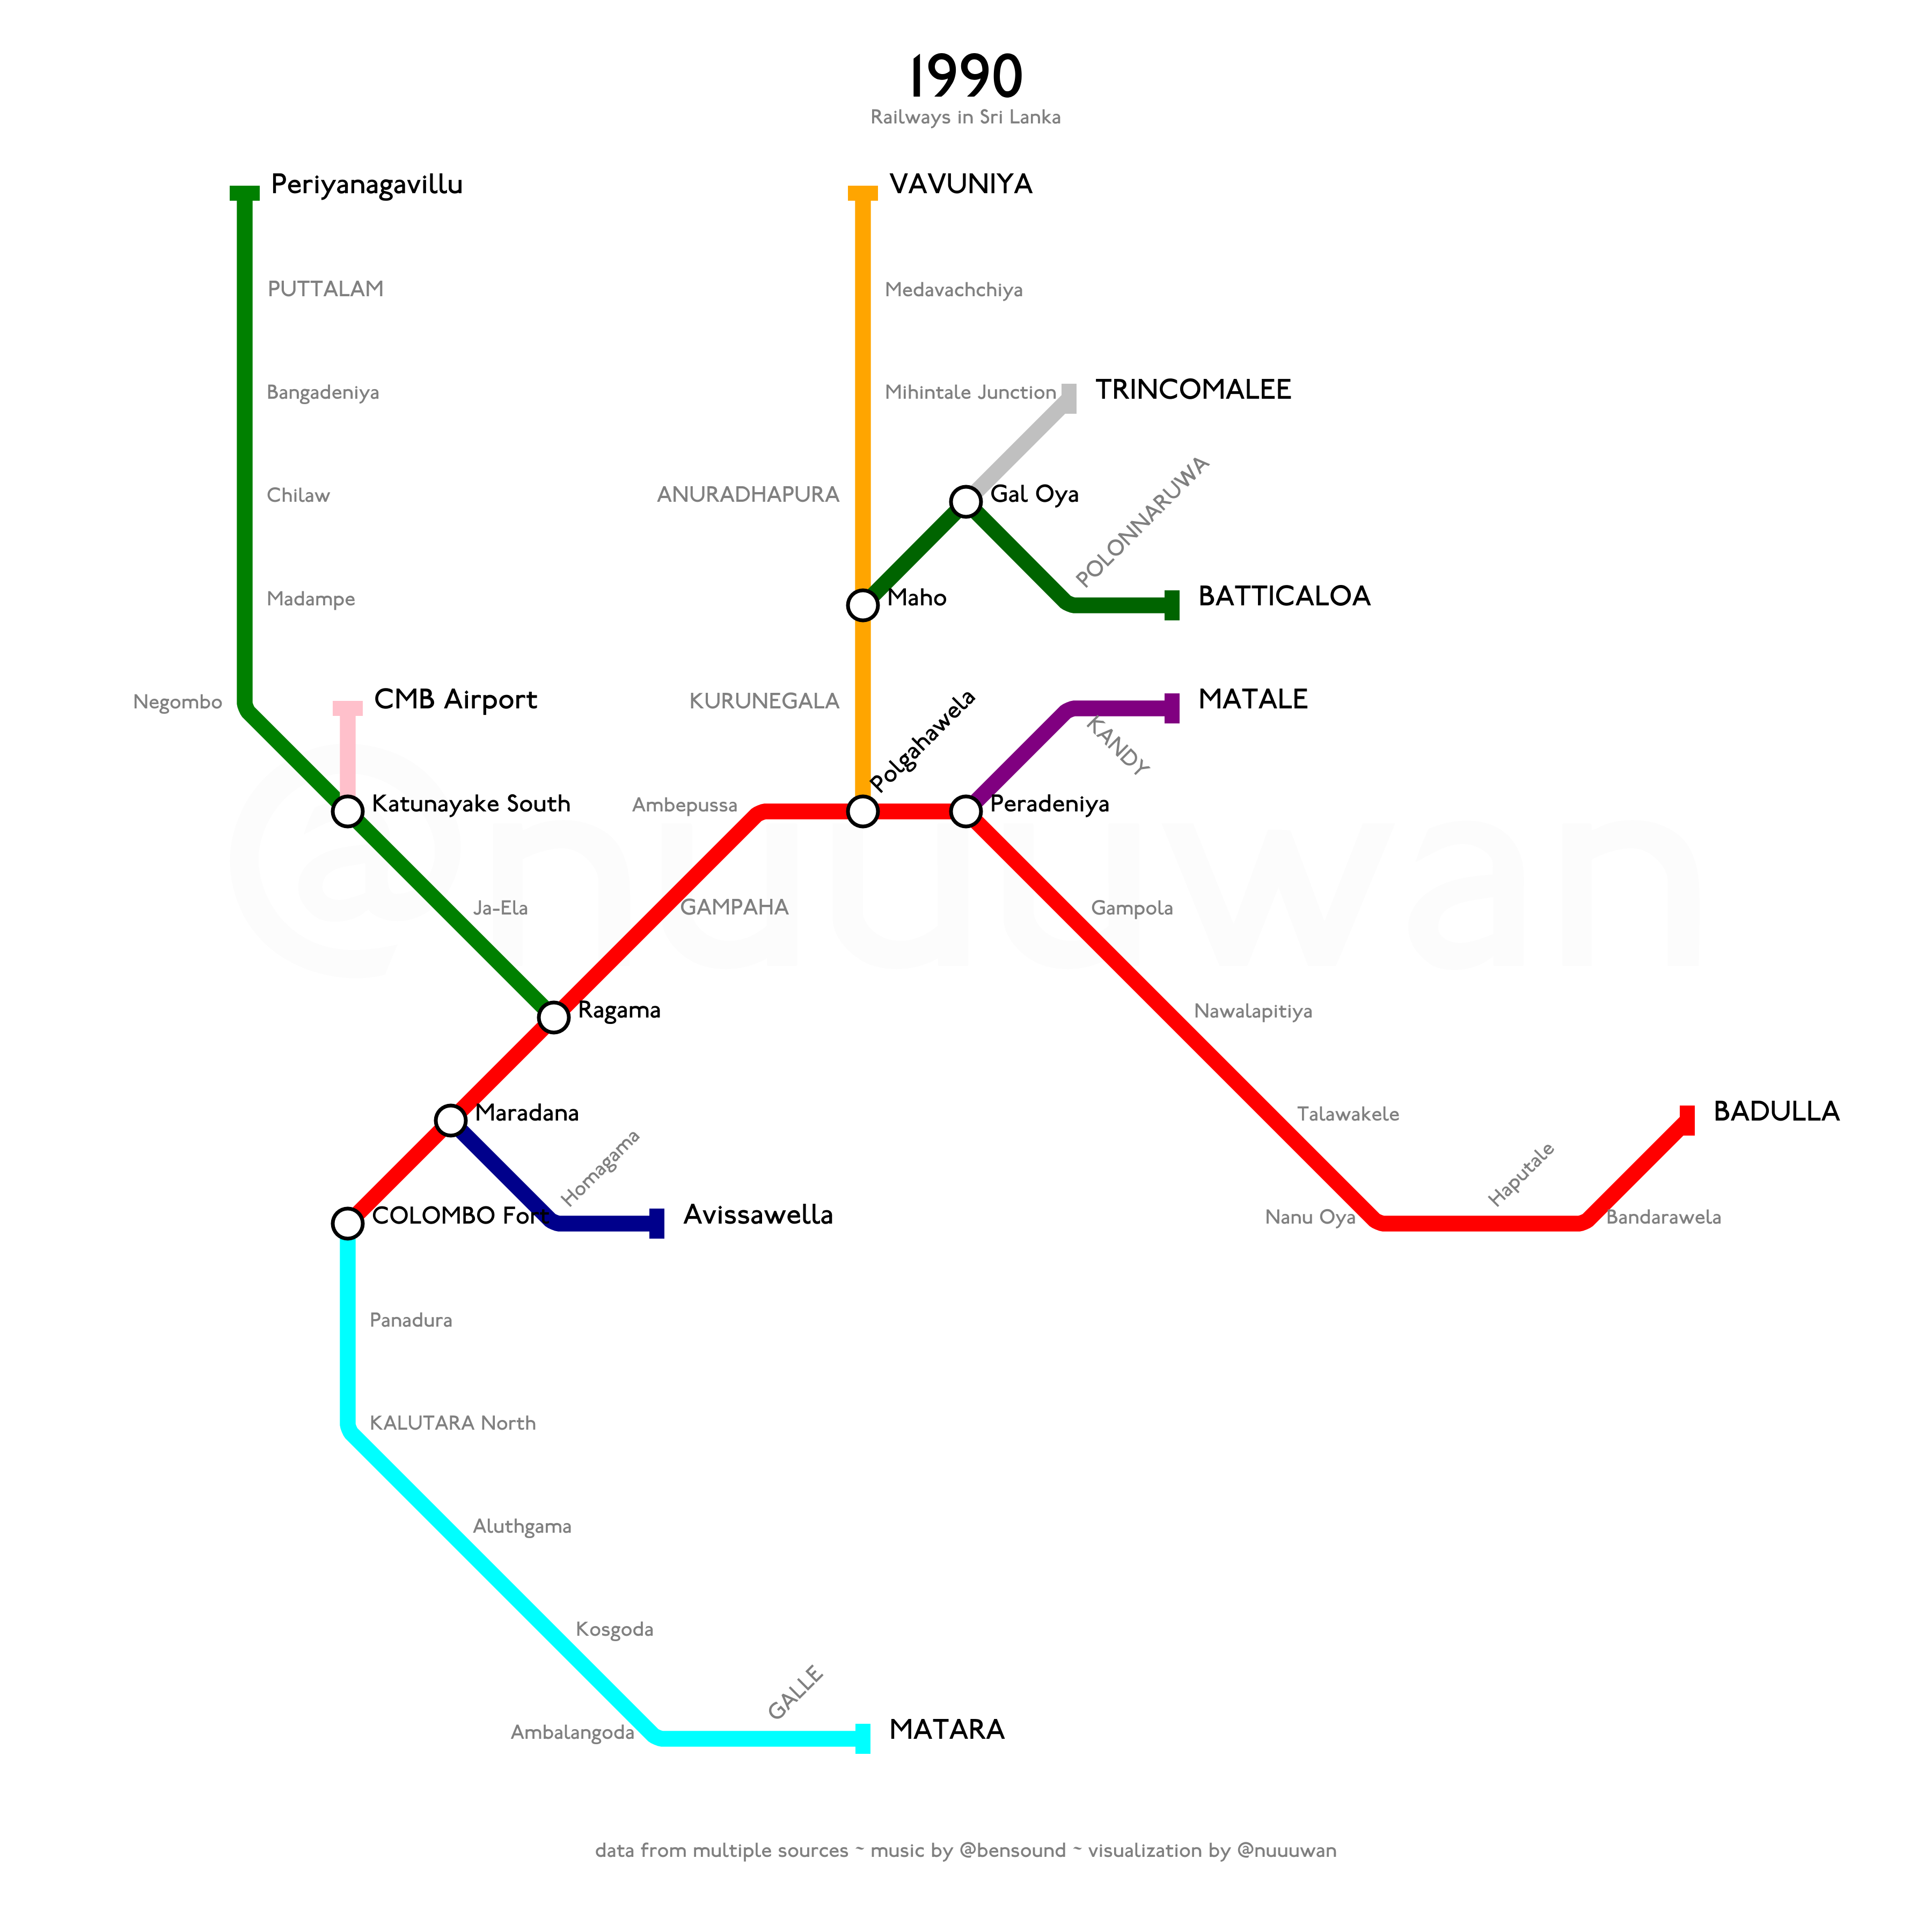 1990
Railways in Sri Lanka
Periyanagavillu
VAVUNIYA
PUTTALAM
Medavachchiya
Bangadeniya
Mihintale Junction
TRINCOMALEE
Chilaw
ANURADHAPURA
Gal Oya
POLONNARUWA
Madampe
Maho
BATTICALOA
Negombo
CMB Airport
KURUNEGALA
Polgahawela
MATALE
KANDY
Katunayake South
Ambepussa
Peradeniya
@nuuuwan
Ja-Ela
GAMPAHA
Gampola
Ragama
Nawalapitiya
Maradana
Talawakele
BADULLA
Homagama
Haputale
COLOMBO Fort
Avissawella
Nanu Oya
Bandarawela
Panadura
KALUTARA North
Aluthgama
Kosgoda
GALLE
Ambalangoda
MATARA
data from multiple sources ~ music by @bensound ~ visualization by @nuuuwan